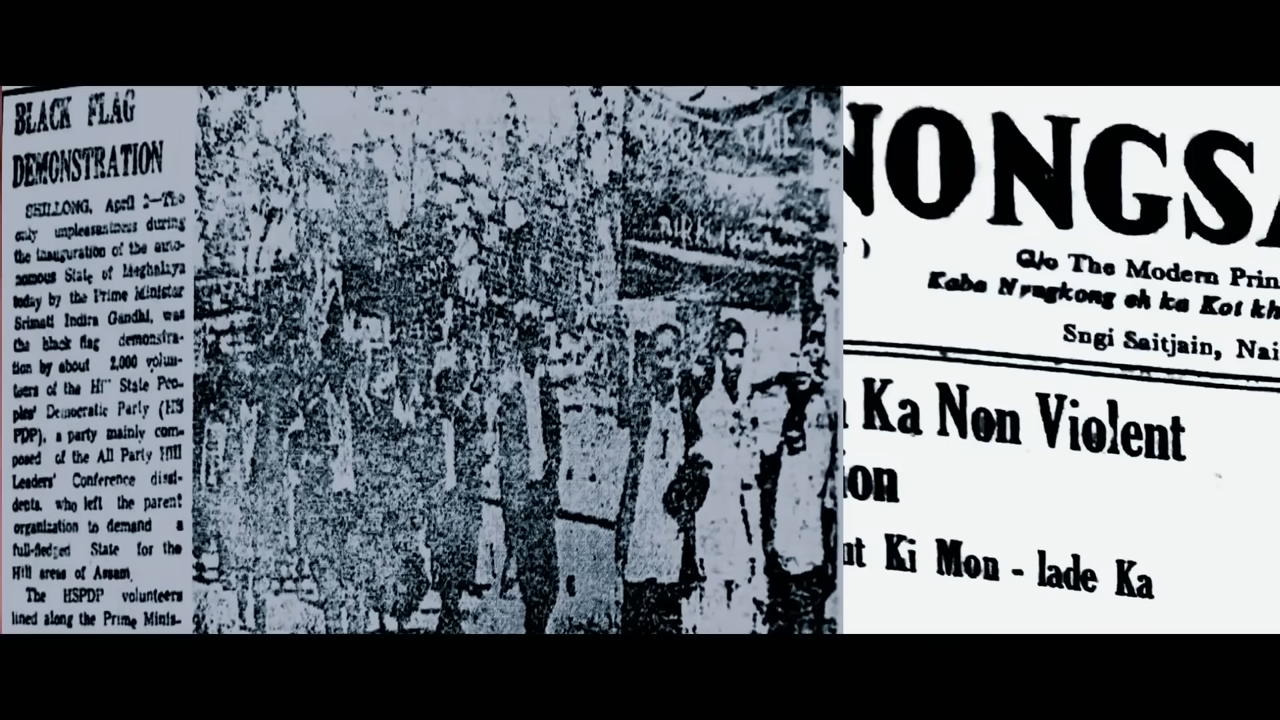 BLACK FLAG
DEMONSTRATION
SHILLONG, April 2—The
only unpleasantness during
the inauguration of the auto-
nomous State of Meghalaya
today by the Prime Minister
Srimati Indira Gandhi, was
the black flag demonstra-
tion by about 2,000 volun-
teers of the Hill State Peo-
ples' Democratic Party (HS
PDP), a party mainly com-
posed of the All Party Hill
Leaders' Conference dissi-
dents, who left the parent
organization to demand a
full-fledged State for the
Hill areas of Assam.
The HSPDP volunteers
lined along the Prime Minis-
NONGSA
)
C/o The Modern Prin
Kaba Nyngkong eh ka Kot kh
Sngi Saitjain, Nai
Ka Non Violent
ion
nt Ki Mon - lade Ka